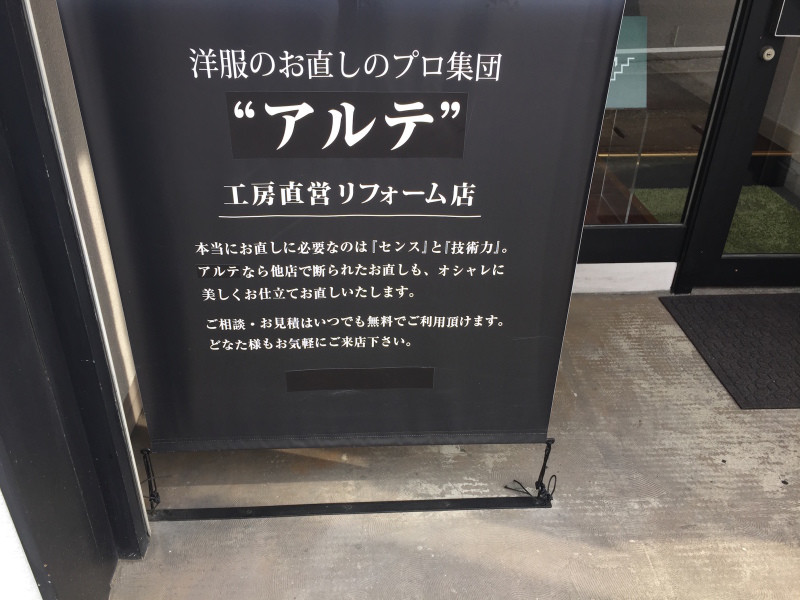 洋服のお直しのプロ集団
“アルテ”
工房直営リフォーム店
本当にお直しに必要なのは『センス』と『技術力』。
アルテなら他店で断られたお直しも、オシャレに
美しくお仕立てお直しいたします。
ご相談・お見積はいつでも無料でご利用頂けます。
どなた様もお気軽にご来店下さい。